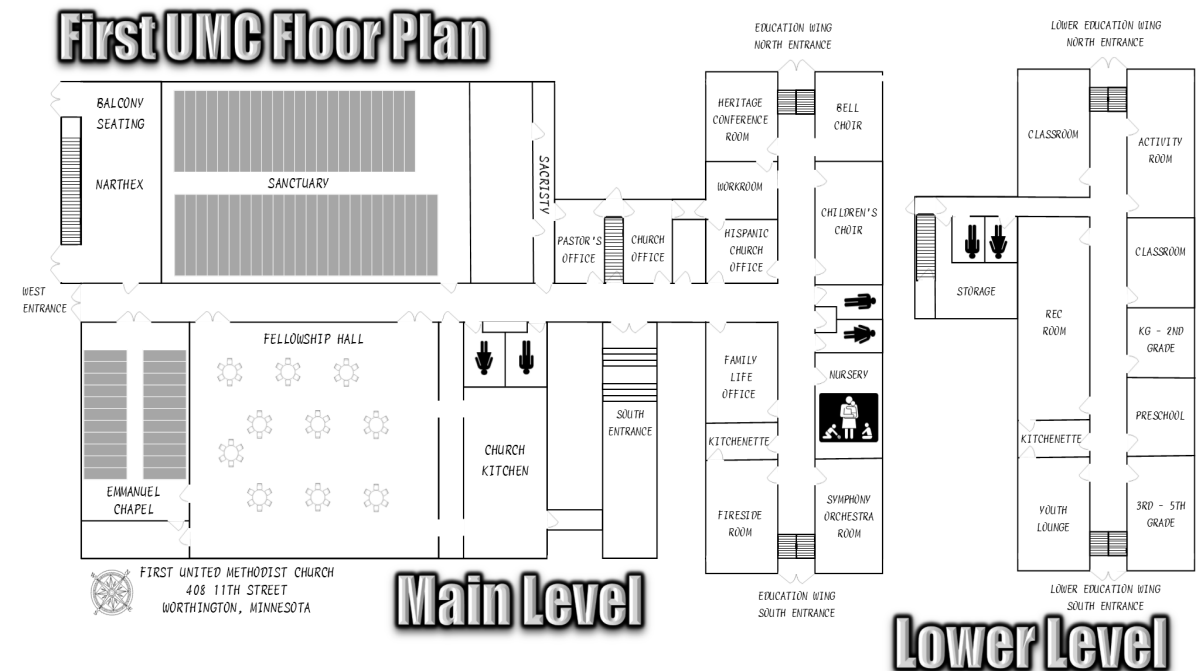 First UMC Floor Plan
BALCONY
SEATING
NARTHEX
SANCTUARY
SACRISTY
WEST
ENTRANCE
PASTOR'S
OFFICE
CHURCH
OFFICE
EDUCATION WING
NORTH ENTRANCE
HERITAGE
CONFERENCE
ROOM
BELL
CHOIR
WORKROOM
HISPANIC
CHURCH
OFFICE
CHILDREN'S
CHOIR
FELLOWSHIP HALL
EMMANUEL
CHAPEL
CHURCH
KITCHEN
SOUTH
ENTRANCE
FAMILY
LIFE
OFFICE
NURSERY
KITCHENETTE
FIRESIDE
ROOM
SYMPHONY
ORCHESTRA
ROOM
EDUCATION WING
SOUTH ENTRANCE
FIRST UNITED METHODIST CHURCH
408 11TH STREET
WORTHINGTON, MINNESOTA
Main Level
LOWER EDUCATION WING
NORTH ENTRANCE
CLASSROOM
ACTIVITY
ROOM
CLASSROOM
STORAGE
REC
ROOM
KG - 2ND
GRADE
PRESCHOOL
KITCHENETTE
YOUTH
LOUNGE
3RD - 5TH
GRADE
LOWER EDUCATION WING
SOUTH ENTRANCE
Lower Level